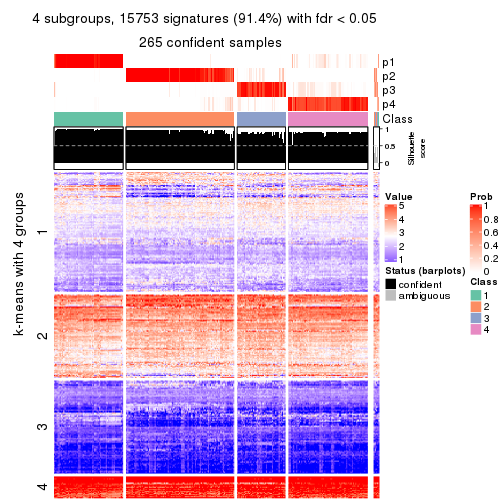 4 subgroups, 15753 signatures (91.4%) with fdr < 0.05
265 confident samples
p1
p2
p3
p4
Class
1
0.5
0
Silhouette
score
k-means with 4 groups
1
2
3
4
Value
5
4
3
2
1
Status (barplots)
confident
ambiguous
Prob
1
0.8
0.6
0.4
0.2
0
Class
1
2
3
4